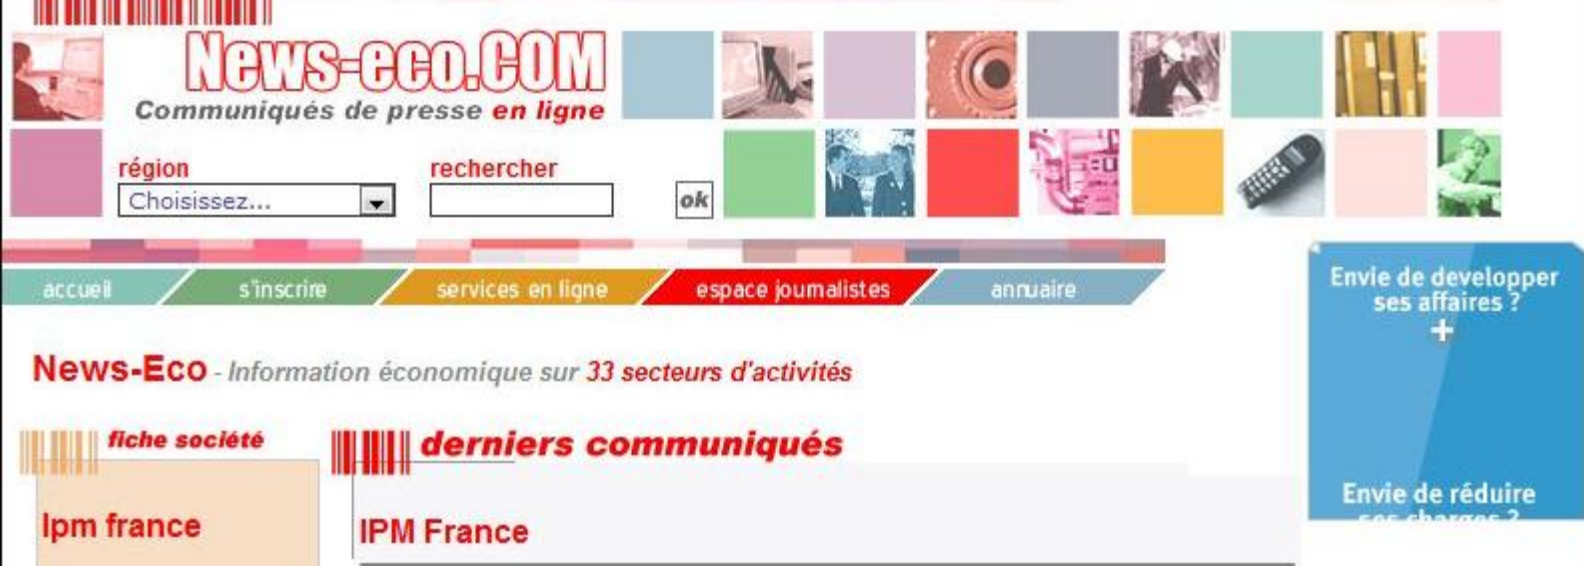 News-eco.COM
Communiqués de presse en ligne
région
rechercher
Choisissez...
ok
accueil
s'inscrire
services en ligne
espace journalistes
annuaire
Envie de developper
ses affaires ?
+
News-Eco - Information économique sur 33 secteurs d'activités
fiche société
derniers communiqués
Envie de réduire
ses charges ?
Ipm france
IPM France